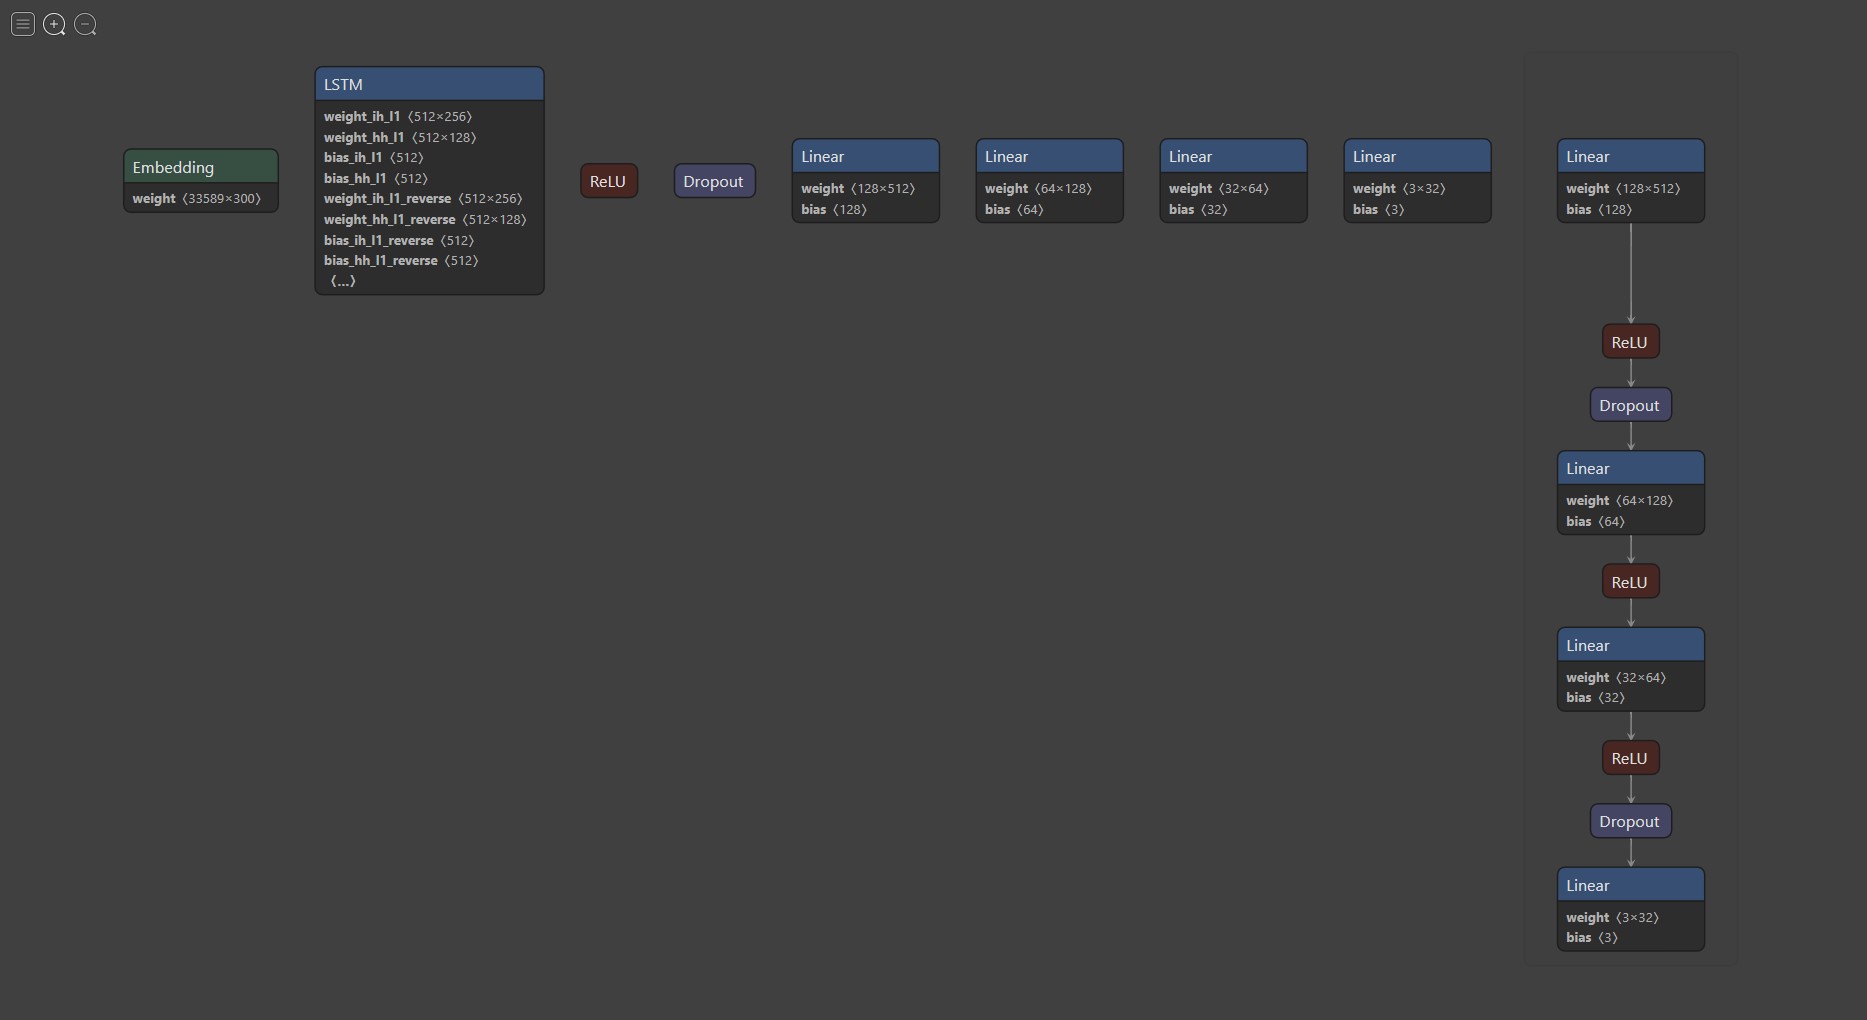 Embedding
weight ⟨33589×300⟩
LSTM
weight_ih_l1 ⟨512×256⟩
weight_hh_l1 ⟨512×128⟩
bias_ih_l1 ⟨512⟩
bias_hh_l1 ⟨512⟩
weight_ih_l1_reverse ⟨512×256⟩
weight_hh_l1_reverse ⟨512×128⟩
bias_ih_l1_reverse ⟨512⟩
bias_hh_l1_reverse ⟨512⟩
⟨...⟩
ReLU
Dropout
Linear
weight ⟨128×512⟩
bias ⟨128⟩
Linear
weight ⟨64×128⟩
bias ⟨64⟩
Linear
weight ⟨32×64⟩
bias ⟨32⟩
Linear
weight ⟨3×32⟩
bias ⟨3⟩
Linear
weight ⟨128×512⟩
bias ⟨128⟩
ReLU
Dropout
Linear
weight ⟨64×128⟩
bias ⟨64⟩
ReLU
Linear
weight ⟨32×64⟩
bias ⟨32⟩
ReLU
Dropout
Linear
weight ⟨3×32⟩
bias ⟨3⟩